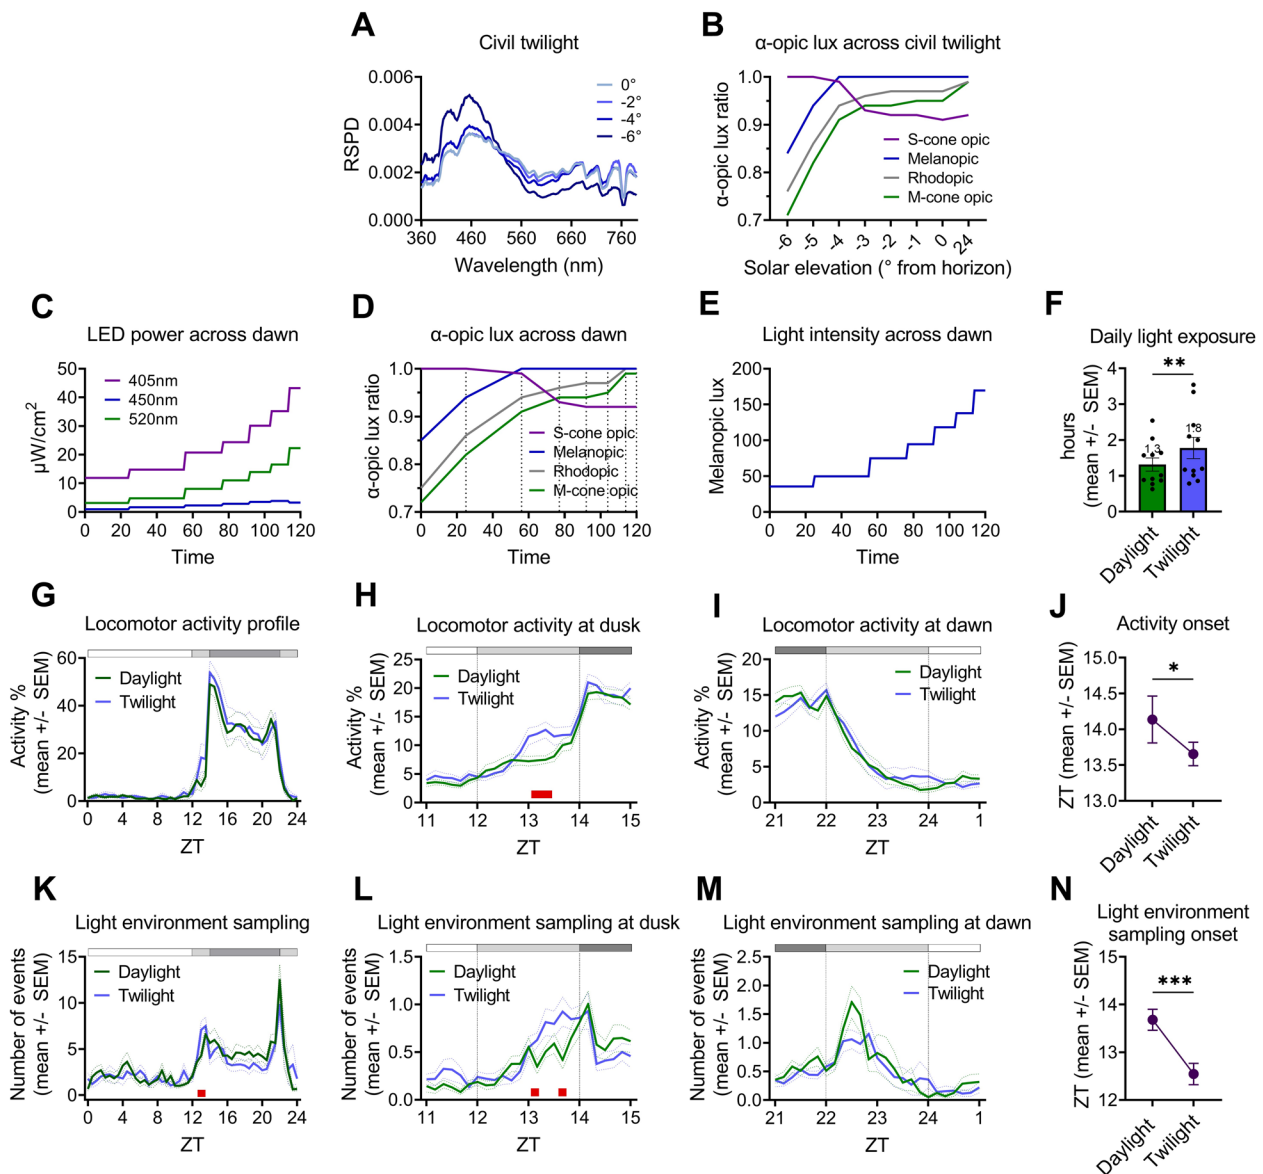 A
Civil twilight
RSPD
0.006
0.004
0.002
0.000
360
460
560
660
760
Wavelength (nm)
0°
-2°
-4°
-6°
B
α-opic lux across civil twilight
α-opic lux ratio
1.0
0.9
0.8
0.7
S-cone opic
Melanopic
Rhodopic
M-cone opic
-6
-5
-4
-3
-2
-1
0
24
Solar elevation (° from horizon)
C
LED power across dawn
µW/cm2
50
40
30
20
10
0
405nm
450nm
520nm
0
20
40
60
80
100
120
Time
D
α-opic lux across dawn
α-opic lux ratio
1.0
0.9
0.8
0.7
S-cone opic
Melanopic
Rhodopic
M-cone opic
0
20
40
60
80
100
120
Time
E
Light intensity across dawn
Melanopic lux
200
150
100
50
0
0
20
40
60
80
100
120
Time
F
Daily light exposure
hours
(mean +/- SEM)
4
3
2
1
0
**
1.3
1.8
Daylight
Twilight
G
Locomotor activity profile
Activity %
(mean +/- SEM)
60
40
20
0
Daylight
Twilight
0
4
8
12
16
20
24
ZT
H
Locomotor activity at dusk
Activity %
(mean +/- SEM)
25
20
15
10
5
0
Daylight
Twilight
11
12
13
14
15
ZT
I
Locomotor activity at dawn
Activity %
(mean +/- SEM)
20
15
10
5
0
Daylight
Twilight
21
22
23
24
1
ZT
J
Activity onset
ZT (mean +/- SEM)
15.0
14.5
14.0
13.5
13.0
*
Daylight
Twilight
K
Light environment sampling
Number of events
(mean +/- SEM)
15
10
5
0
Daylight
Twilight
0
4
8
12
16
20
24
ZT
L
Light environment sampling at dusk
Number of events
(mean +/- SEM)
1.5
1.0
0.5
0.0
Daylight
Twilight
11
12
13
14
15
ZT
M
Light environment sampling at dawn
Number of events
(mean +/- SEM)
2.5
2.0
1.5
1.0
0.5
0.0
Daylight
Twilight
21
22
23
24
1
ZT
N
Light environment
sampling onset
ZT (mean +/- SEM)
15
14
13
12
***
Daylight
Twilight